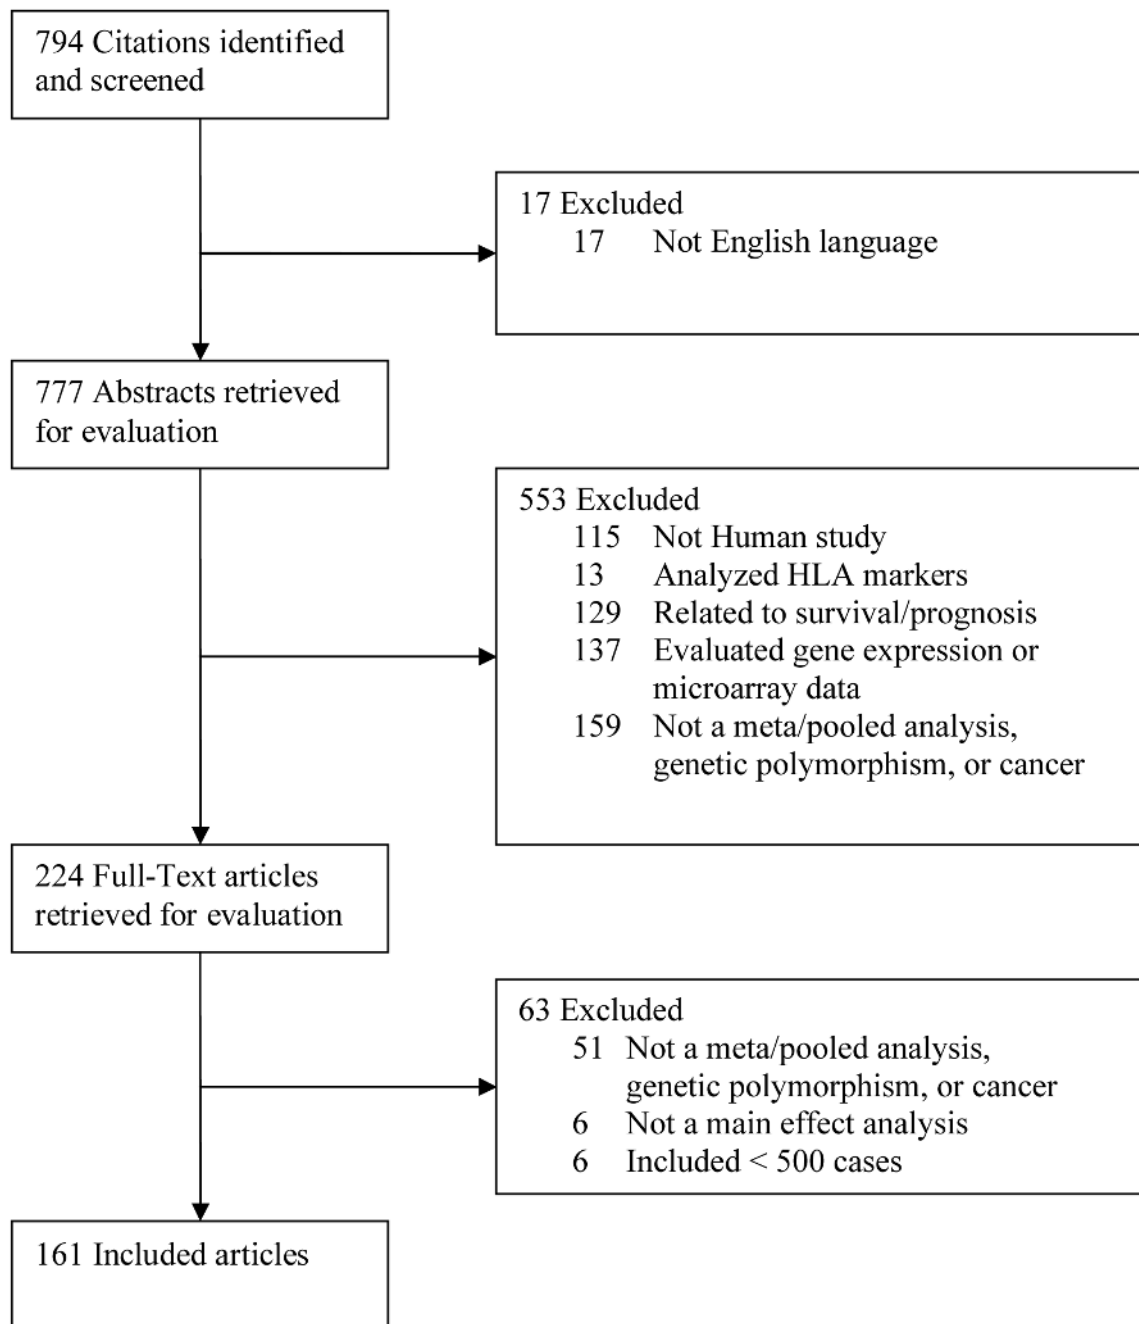 794 Citations identified
and screened
17 Excluded
17 Not English language
777 Abstracts retrieved
for evaluation
553 Excluded
115 Not Human study
13 Analyzed HLA markers
129 Related to survival/prognosis
137 Evaluated gene expression or
microarray data
159 Not a meta/pooled analysis,
genetic polymorphism, or cancer
224 Full-Text articles
retrieved for evaluation
63 Excluded
51 Not a meta/pooled analysis,
genetic polymorphism, or cancer
6 Not a main effect analysis
6 Included < 500 cases
161 Included articles